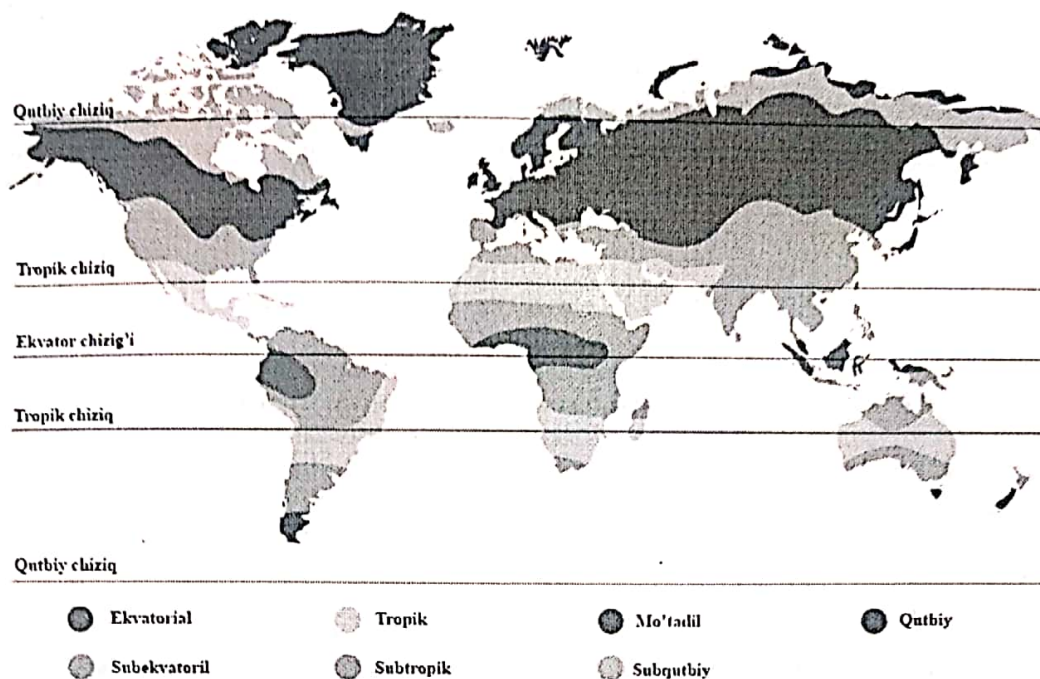 Qutbiy chiziq
Tropik chiziq
Ekvator chizig'i
Tropik chiziq
Qutbiy chiziq
Ekvatorial Tropik Mo'tadil Qutbiy
Subekvatoril Subtropik Subqutbiy